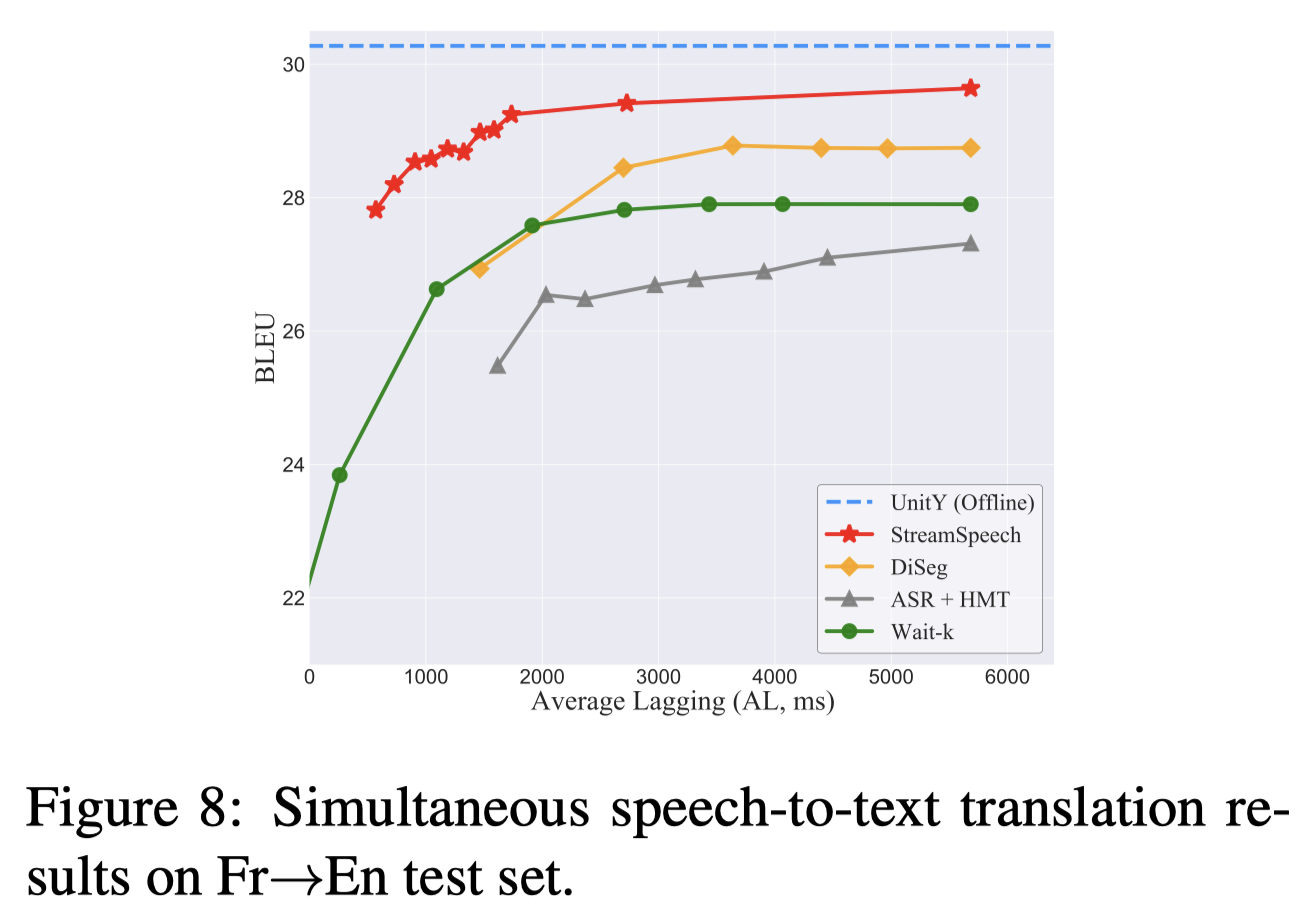 30
28
26
24
22
BLEU
UnitY (Offline)
StreamSpeech
DiSeg
ASR + HMT
Wait-k
0 1000 2000 3000 4000 5000 6000
Average Lagging (AL, ms)
Figure 8: Simultaneous speech-to-text translation re-
sults on Fr→En test set.